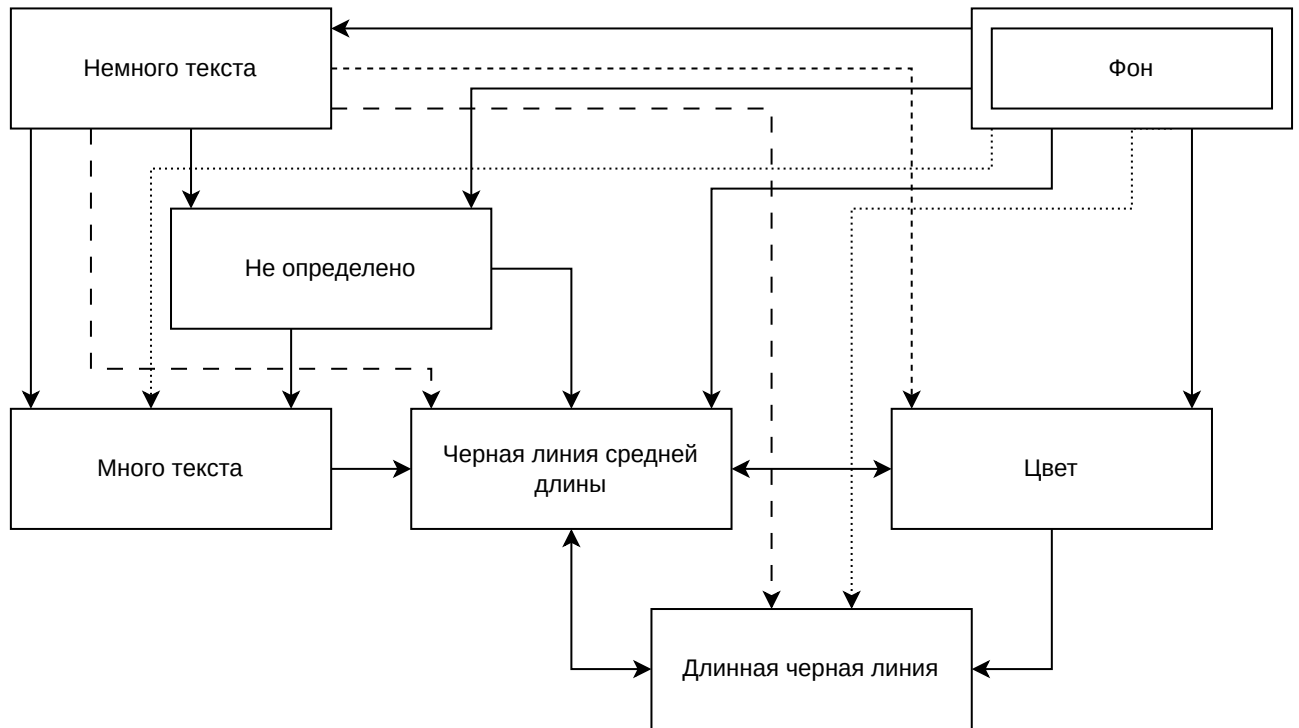 Немного текста
Фон
Не определено
Много текста
Черная линия средней
длины
Цвет
Длинная черная линия